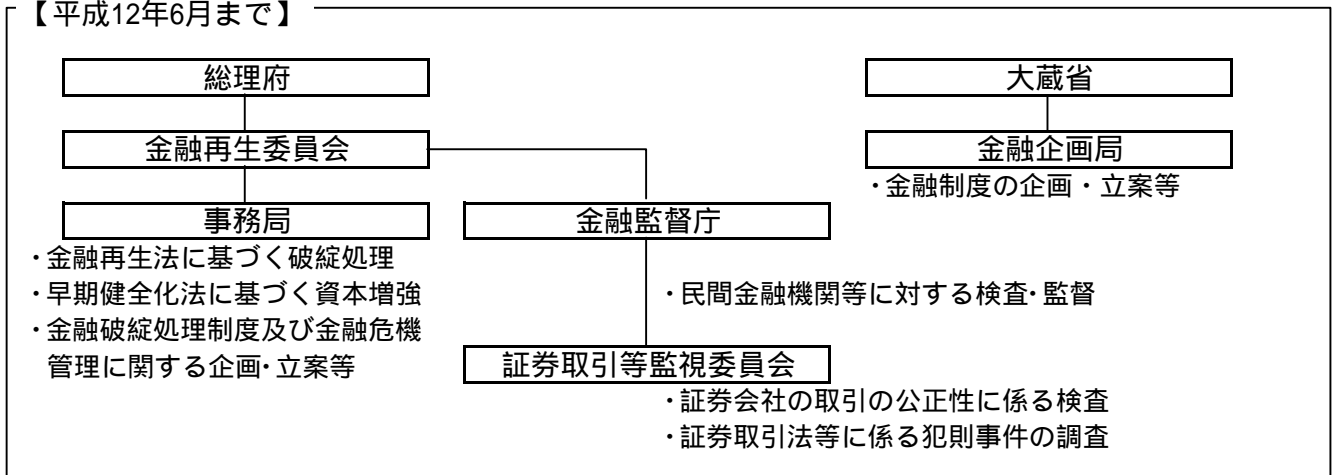 【平成12年6月まで】
総理府
大蔵省
金融再生委員会
金融企画局
・金融制度の企画・立案等
事務局
金融監督庁
・金融再生法に基づく破綻処理
・早期健全化法に基づく資本増強
・民間金融機関等に対する検査・監督
・金融破綻処理制度及び金融危機
管理に関する企画・立案等
証券取引等監視委員会
・証券会社の取引の公正性に係る検査
・証券取引法等に係る犯則事件の調査